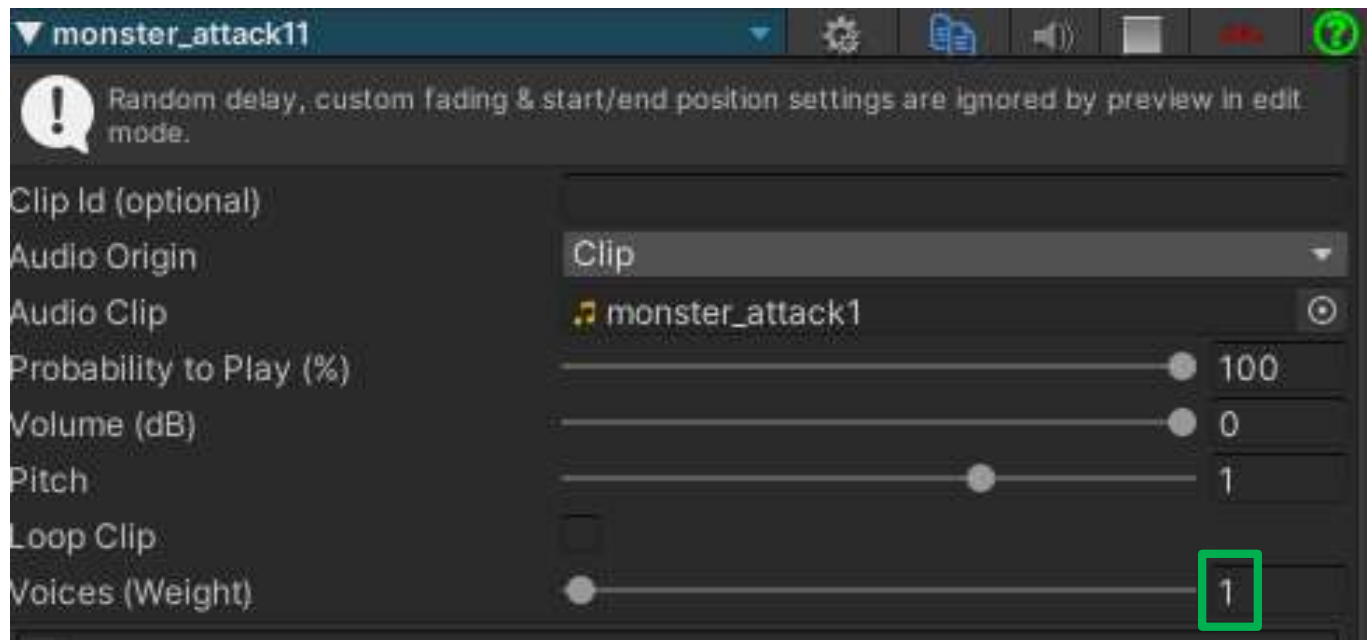 monster_attack11
?
Random delay, custom fading & start/end position settings are ignored by preview in edit
mode.
Clip Id (optional)
Audio Origin Clip
Audio Clip monster_attack1
Probability to Play (%) 100
Volume (dB) 0
Pitch 1
Loop Clip
Voices (Weight) 1